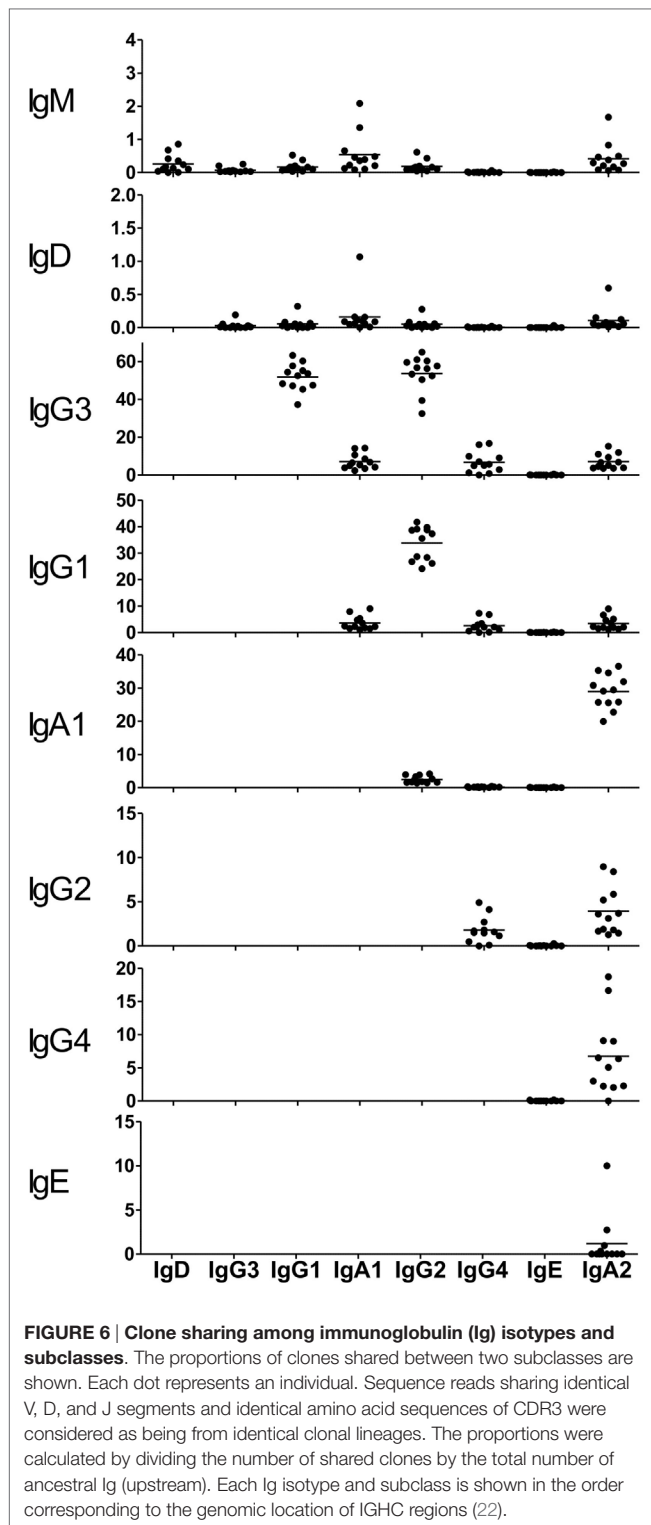 IgM
4
3
2
1
0
IgD
2.0
1.5
1.0
0.5
0.0
IgG3
60
40
20
0
IgG1
50
40
30
20
10
0
IgA1
40
30
20
10
0
IgG2
15
10
5
0
IgG4
20
15
10
5
0
IgE
15
10
5
0
IgD IgG3 IgG1 IgA1 IgG2 IgG4 IgE IgA2
FIGURE 6 | Clone sharing among immunoglobulin (Ig) isotypes and
subclasses. The proportions of clones shared between two subclasses are
shown. Each dot represents an individual. Sequence reads sharing identical
V, D, and J segments and identical amino acid sequences of CDR3 were
considered as being from identical clonal lineages. The proportions were
calculated by dividing the number of shared clones by the total number of
ancestral Ig (upstream). Each Ig isotype and subclass is shown in the order
corresponding to the genomic location of IGHC regions (22).